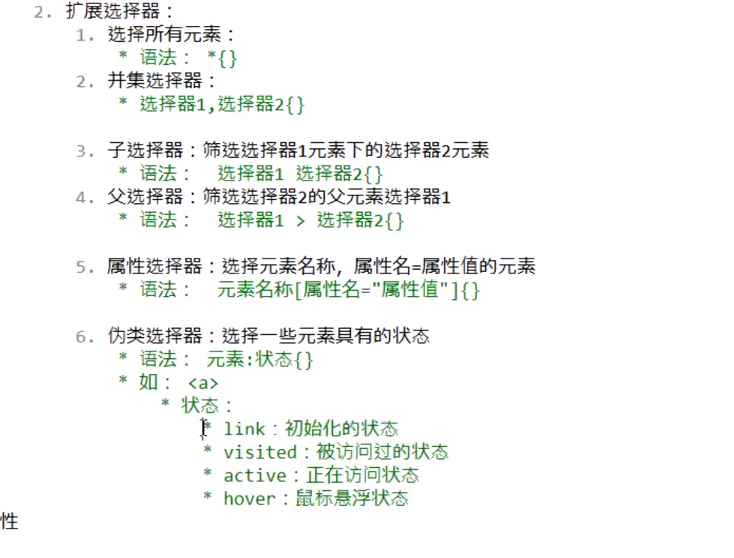 2. 扩展选择器：
1. 选择所有元素：
* 语法： *{}
2. 并集选择器：
* 选择器1,选择器2{}
3. 子选择器：筛选选择器1元素下的选择器2元素
* 语法： 选择器1 选择器2{}
4. 父选择器：筛选选择器2的父元素选择器1
* 语法： 选择器1 > 选择器2{}
5. 属性选择器：选择元素名称，属性名=属性值的元素
* 语法： 元素名称[属性名="属性值"]{}
6. 伪类选择器：选择一些元素具有的状态
* 语法： 元素:状态{}
* 如： <a>
* 状态：
* link：初始化的状态
* visited：被访问过的状态
* active：正在访问状态
* hover：鼠标悬浮状态
性